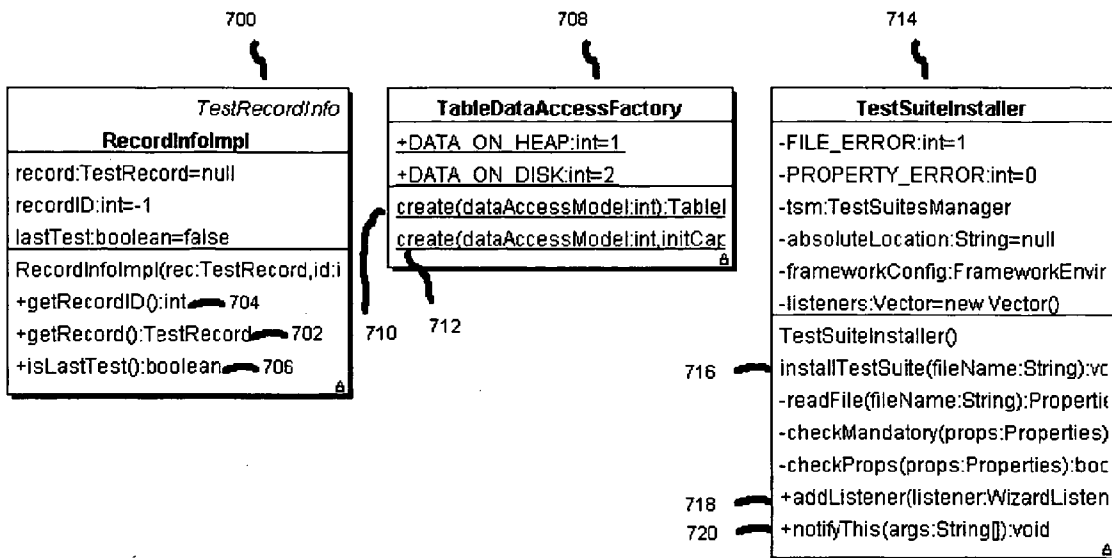 700
708
714
TestRecordInfo
RecordInfoImpl
record:TestRecord=null
recordID:int=-1
lastTest:boolean=false
RecordInfoImpl(rec:TestRecord,id:i
+getRecordID():int 704
+getRecord():TestRecord 702
+isLastTest():boolean 706
TableDataAccessFactory
+DATA_ON_HEAP:int=1
+DATA_ON_DISK:int=2
create(dataAccessModel:int):Tablel
create(dataAccessModel:int,initCap
710
712
TestSuiteInstaller
-FILE_ERROR:int=1
-PROPERTY_ERROR:int=0
-tsm:TestSuitesManager
-absoluteLocation:String=null
-frameworkConfig:FrameworkEnvir
-listeners:Vector=new Vector()
TestSuiteInstaller()
716 installTestSuite(fileName:String):vc
-readFile(fileName:String):Propertie
-checkMandatory(props:Properties)
-checkProps(props:Properties):boc
718 +addListener(listener:WizardListen
720 +notifyThis(args:String[]):void